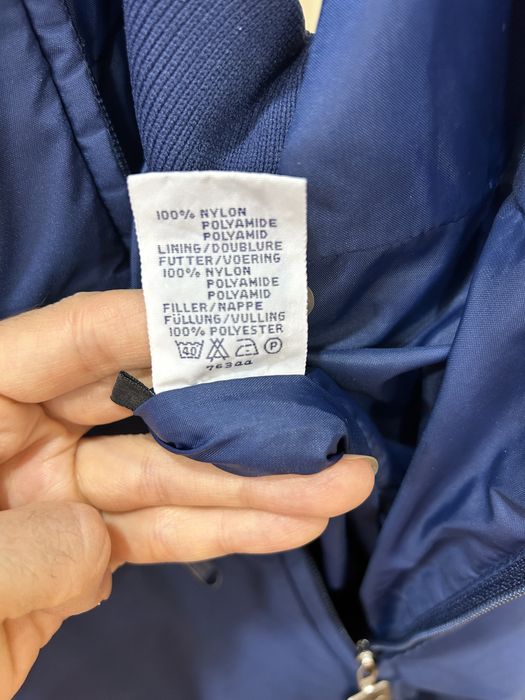 100% NYLON
POLYAMIDE
POLYAMID
LINING/DOUBLURE
FUTTER/VOERING
100% NYLON
POLYAMIDE
POLYAMID
FILLER/NAPPE
FÜLLUNG/VULLING
100% POLYESTER
40 P
76344